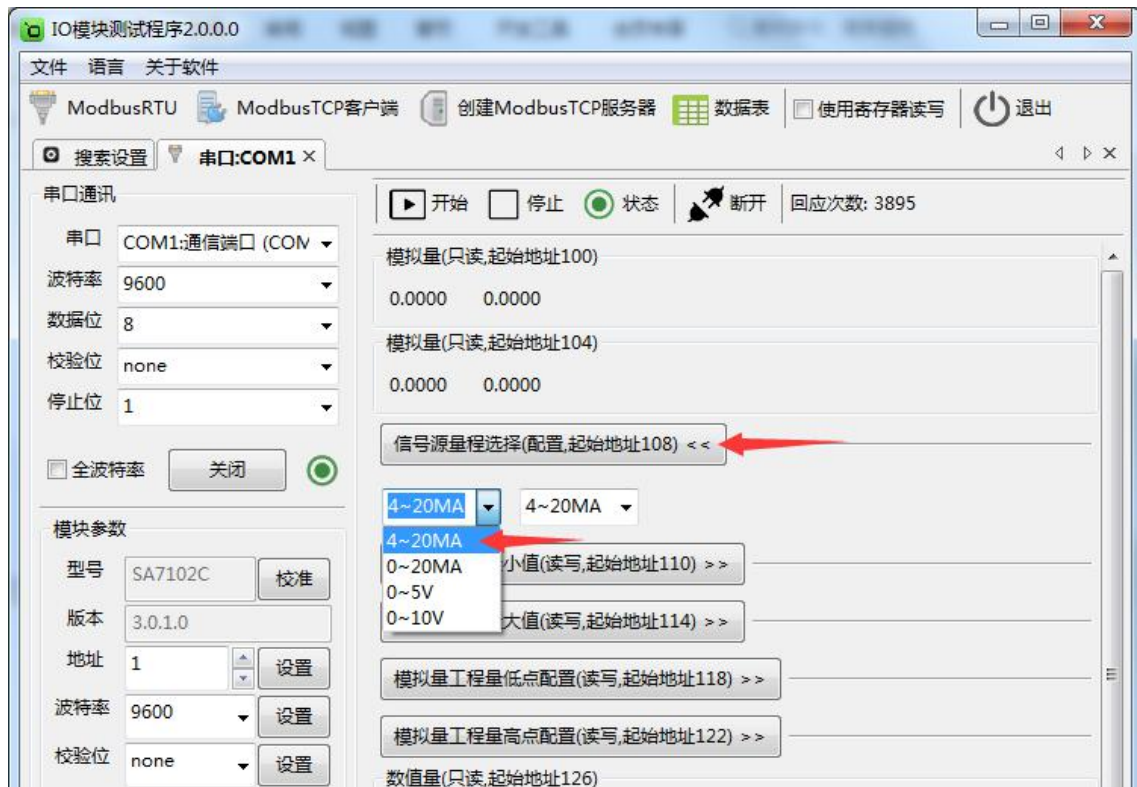 IO模块测试程序2.0.0.0
文件 语言 关于软件
ModbusRTU ModbusTCP客户端 创建ModbusTCP服务器 数据表 使用寄存器读写 退出
搜索设置 串口:COM1 ×
串口通讯
串口 COM1:通信端口 (COM
波特率 9600
数据位 8
校验位 none
停止位 1
全波特率 关闭
模块参数
型号 SA7102C 校准
版本 3.0.1.0
地址 1 设置
波特率 9600 设置
校验位 none 设置
开始 停止 状态 断开 回应次数: 3895
模拟量(只读,起始地址100)
0.0000 0.0000
模拟量(只读,起始地址104)
0.0000 0.0000
信号源量程选择(配置,起始地址108) <<
4~20MA 4~20MA
4~20MA
0~20MA
0~5V
0~10V
小值(读写,起始地址110) >>
大值(读写,起始地址114) >>
模拟量工程量低点配置(读写,起始地址118) >>
模拟量工程量高点配置(读写,起始地址122) >>
数值量(只读,起始地址126)